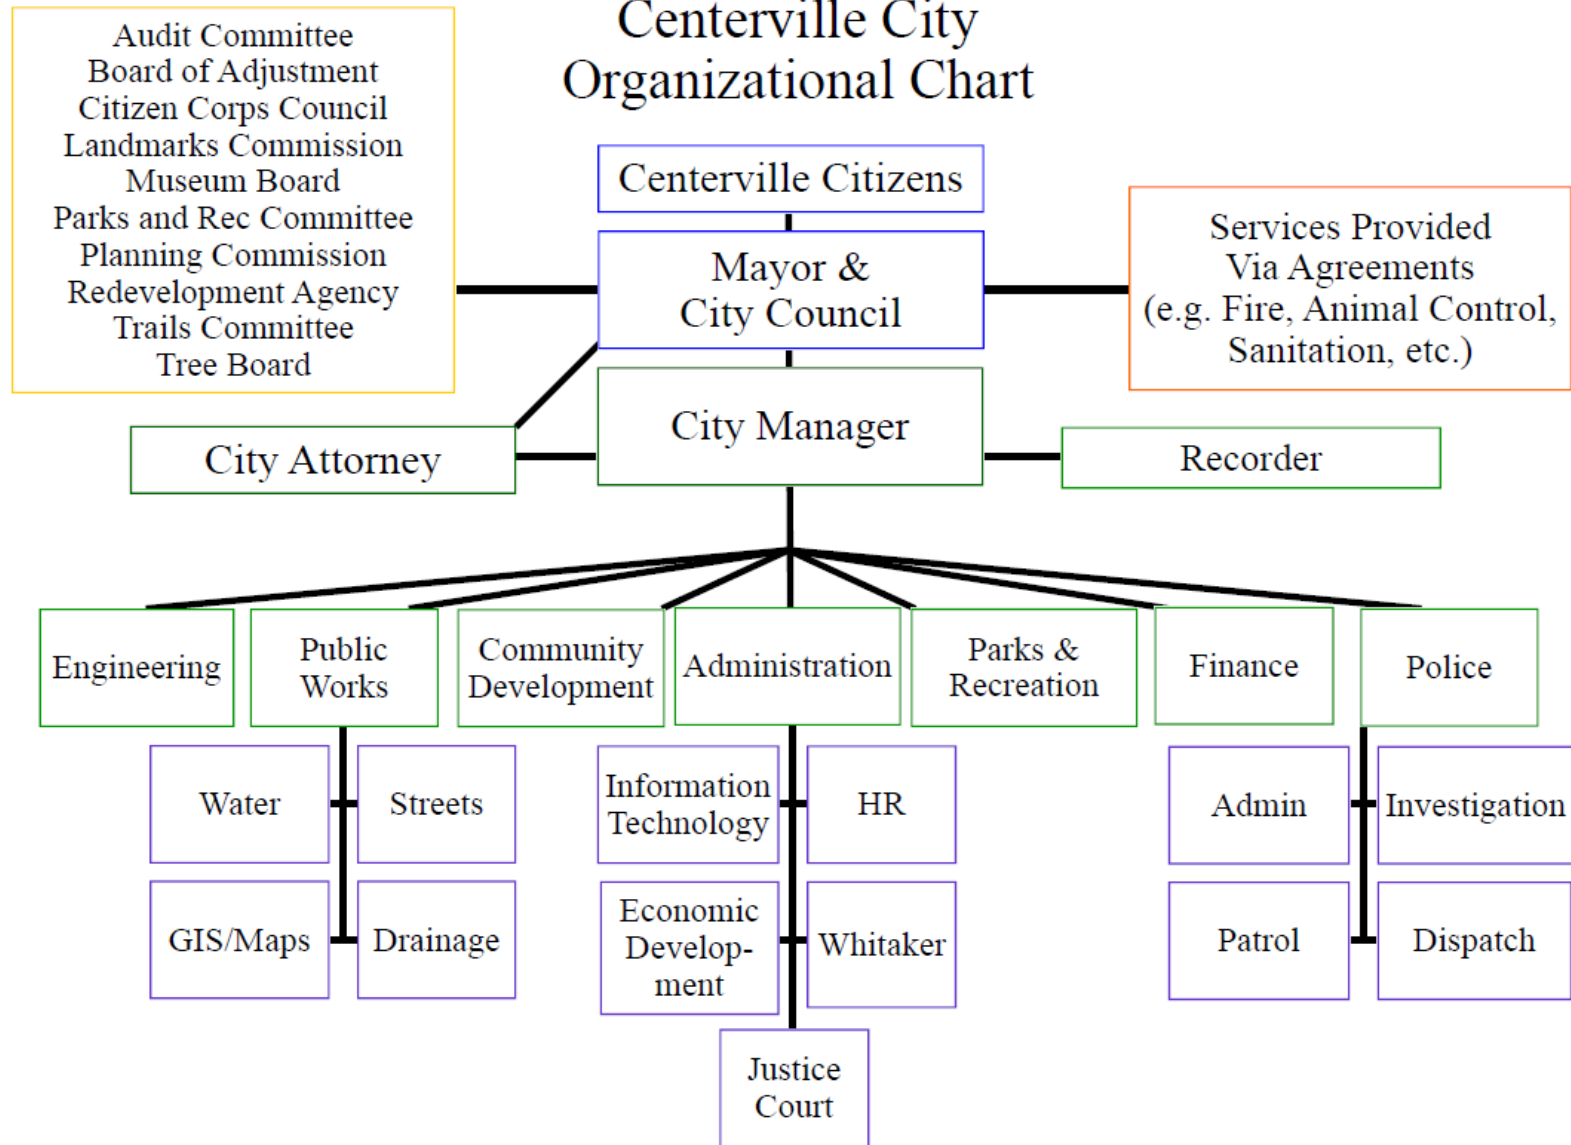 Centerville City
Organizational Chart
Audit Committee
Board of Adjustment
Citizen Corps Council
Landmarks Commission
Museum Board
Parks and Rec Committee
Planning Commission
Redevelopment Agency
Trails Committee
Tree Board
Centerville Citizens
Mayor &
City Council
Services Provided
Via Agreements
(e.g. Fire, Animal Control,
Sanitation, etc.)
City Manager
City Attorney
Recorder
Engineering
Public
Works
Community
Development
Administration
Parks &
Recreation
Finance
Police
Water
Streets
GIS/Maps
Drainage
Information
Technology
HR
Economic
Develop-
ment
Whitaker
Justice
Court
Admin
Investigation
Patrol
Dispatch